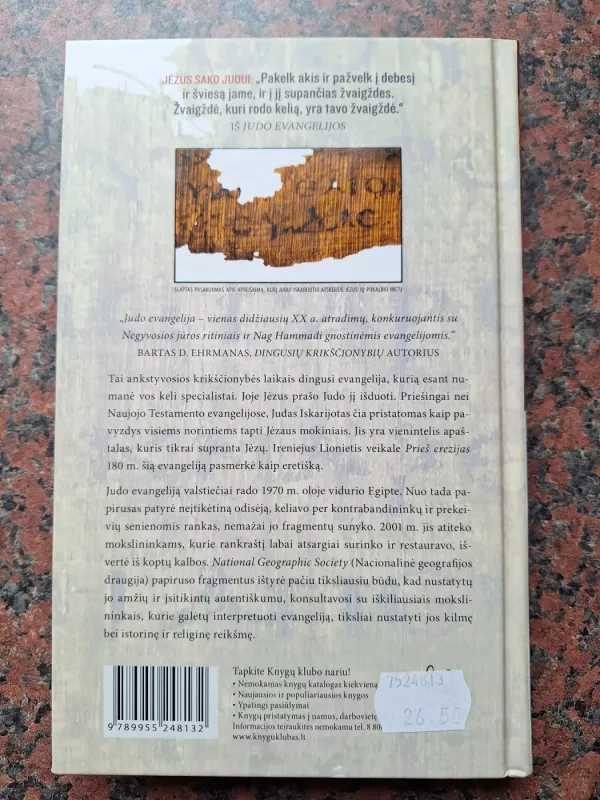 JĖZUS SAKO JUDUI: „Pakelk akis ir pažvelk į debesį
ir šviesą jame, ir į jį supančias žvaigždes.
Žvaigždė, kuri rodo kelią, yra tavo žvaigždė.“
IŠ JUDO EVANGELIJOS
SLAPTAS PASAKOJIMAS APIE APREIŠKIMĄ, KURĮ JUDUI ISKARIJOTUI ATSKLEIDĖ JĖZUS JŲ POKALBIO METU
„Judo evangelija – vienas didžiausių XX a. atradimų, konkuruojantis su
Negyvosios jūros ritiniais ir Nag Hammadi gnostinėmis evangelijomis.“
BARTAS D. EHRMANAS, DINGUSIŲ KRIKŠČIONYBIŲ AUTORIUS
Tai ankstyvosios krikščionybės laikais dingusi evangelija, kurią esant nu-
manė vos keli specialistai. Joje Jėzus prašo Judo jį išduoti. Priešingai nei
Naujojo Testamento evangelijose, Judas Iskarijotas čia pristatomas kaip pa-
vyzdys visiems norintiems tapti Jėzaus mokiniais. Jis yra vienintelis apaš-
talas, kuris tikrai supranta Jėzų. Ireniejus Lionietis veikale Prieš erezijas
180 m. šią evangeliją pasmerkė kaip eretišką.
Judo evangeliją valstiečiai rado 1970 m. oloje vidurio Egipte. Nuo tada pa-
pirusas patyrė neįtikėtiną odisėją, keliavo per kontrabandininkų ir prekei-
vių senienomis rankas, nemažai jo fragmentų sunyko. 2001 m. jis atiteko
mokslininkams, kurie rankraštį labai atsargiai surinko ir restauravo, iš-
vertė iš koptų kalbos. National Geographic Society (Nacionalinė geografijos
draugija) papiruso fragmentus ištyrė pačiu tiksliausiu būdu, kad nustatytų
jo amžių ir įsitikintų autentiškumu, konsultavosi su iškiliausiais moksli-
ninkais, kurie galėtų interpretuoti evangeliją, tiksliai nustatyti jos kilmę
bei istorinę ir religinę reikšmę.
Tapkite Knygų klubo nariu!
• Nemokamas knygų katalogas kiekvieną
• Naujausios ir populiariausios knygos
• Ypatingi pasiūlymai
• Knygų pristatymas į namus, darbovietę
Informacijos teiraukitės nemokamu tel. 8 80
www.knyguklubas.lt
9 789955 248132
7524813
26.50